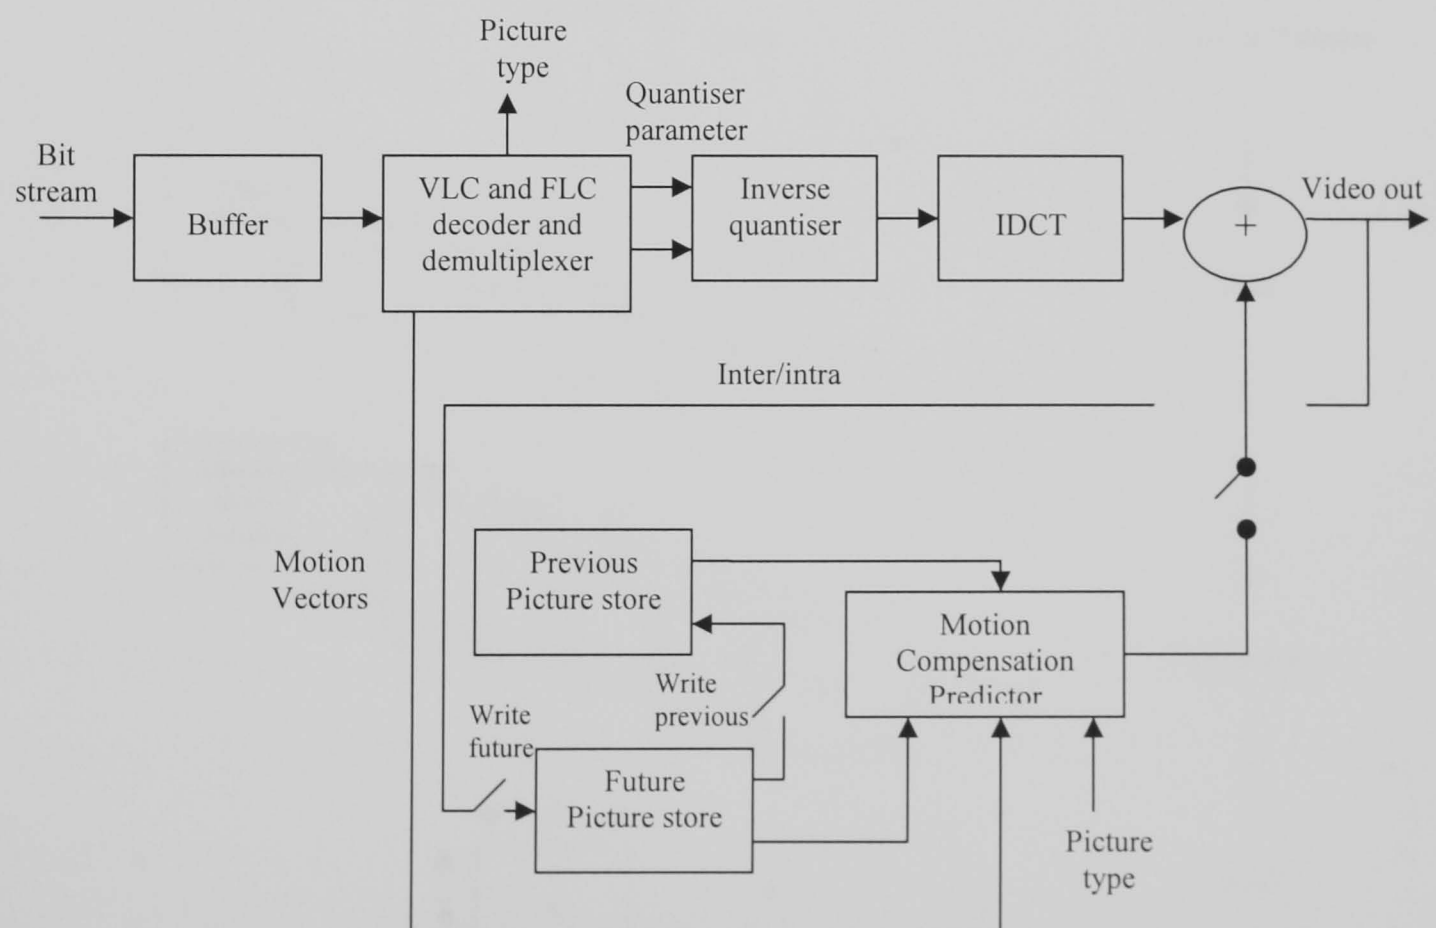 Picture
type
Quantiser
parameter
Bit
stream
Buffer
VLC and FLC
decoder and
demultiplexer
Inverse
quantiser
IDCT
+
Video out
Inter/intra
Motion
Vectors
Previous
Picture store
Write
previous
Motion
Compensation
Predictor
Write
future
Future
Picture store
Picture
type